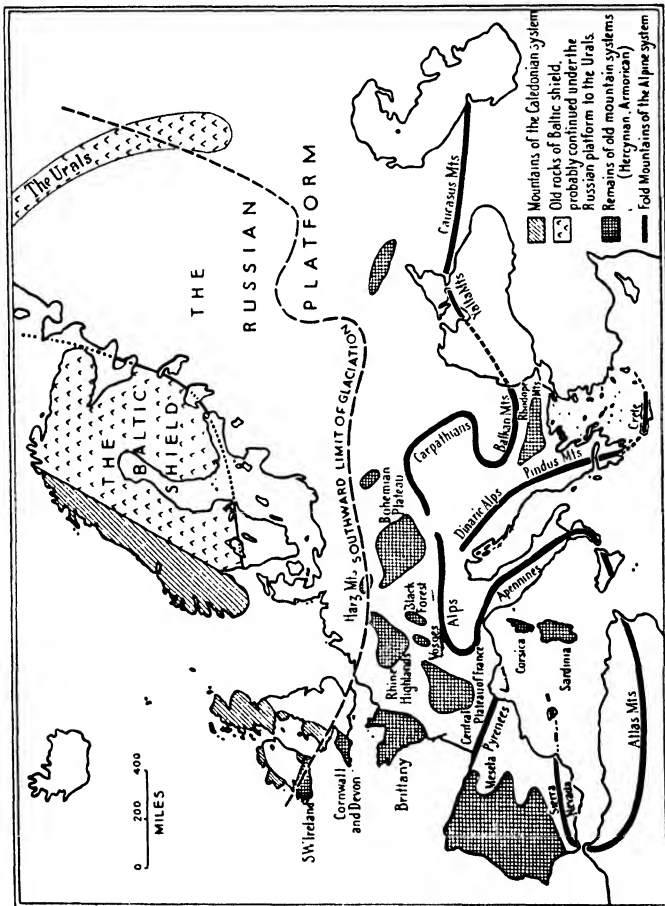 The Urals
THE
RUSSIAN
PLATFORM
THE
BALTIC
SHIELD
SOUTHWARD LIMIT OF GLACIATION
0 200 400
MILES
SW Ireland
Cornwall
and Devon
Brittany
Rhine
Highlands
Harz Mts
Vosges
Black
Forest
Bohemian
Plateau
Central
Plateau of France
Carpathians
Alps
Dinaric Alps
Apennines
Pindus Mts
Balkan Mts
Rhodope
Mts
Yaila Mts
Caucasus Mts
Crete
Corsica
Sardinia
Pyrenees
Meseta
Sierra
Nevada
Atlas Mts
Mountains of the Caledonian system
Old rocks of Baltic shield,
probably continued under the
Russian platform to the Urals.
Remains of old mountain systems
(Hercynian, Armorican)
Fold Mountains of the Alpine system